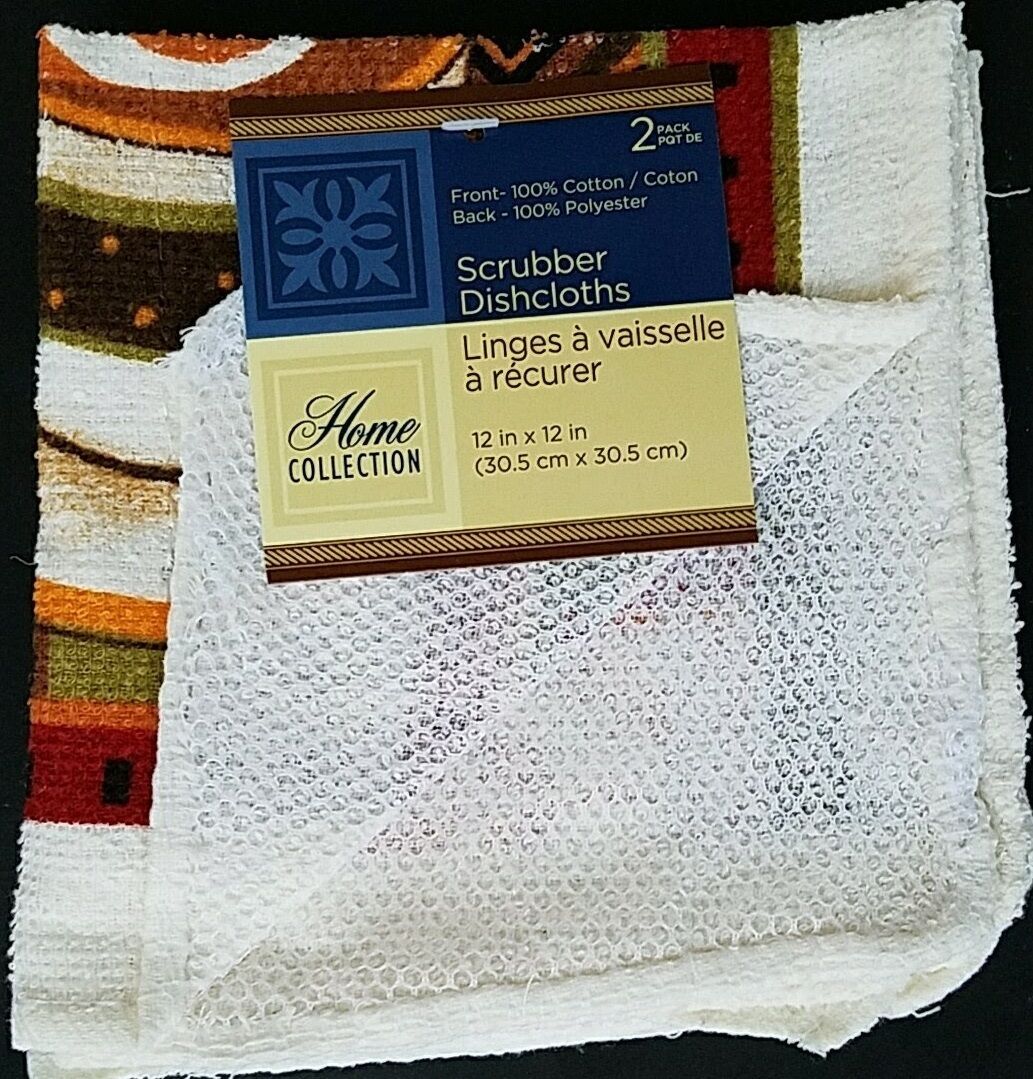 2 PACK
PQT DE
Front- 100% Cotton / Coton
Back - 100% Polyester
Scrubber
Dishcloths
Linges à vaisselle
à récurer
Home
COLLECTION
12 in x 12 in
(30.5 cm x 30.5 cm)